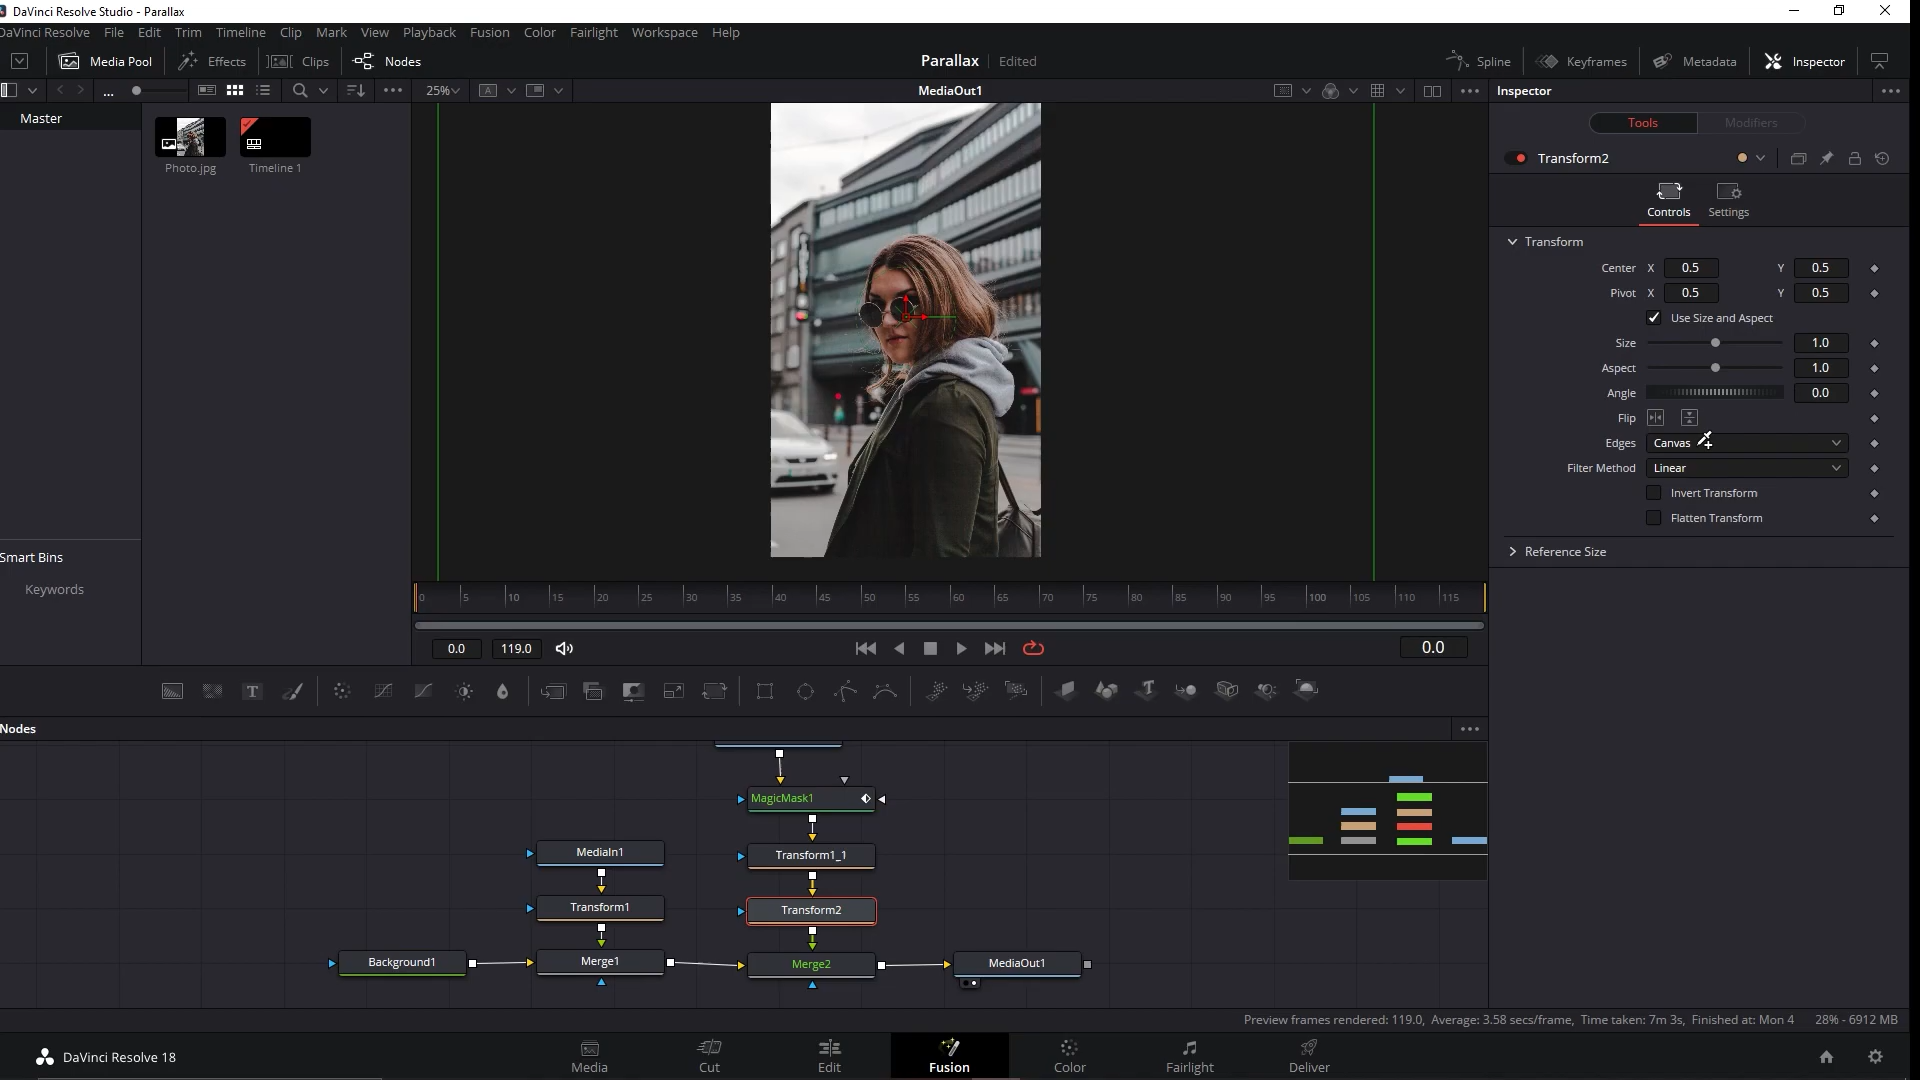 DaVinci Resolve Studio - Parallax
DaVinci Resolve File Edit Trim Timeline Clip Mark View Playback Fusion Color Fairlight Workspace Help
Media Pool Effects Clips Nodes Parallax Edited Spline Keyframes Metadata Inspector
... 25% A MediaOut1 ••• Inspector •••
Master
Photo.jpg Timeline 1
Tools Modifiers
Transform2
Controls Settings
Transform
Center X 0.5 Y 0.5
Pivot X 0.5 Y 0.5
Use Size and Aspect
Size 1.0
Aspect 1.0
Angle 0.0
Flip
Edges Canvas
Filter Method Linear
Invert Transform
Flatten Transform
Reference Size
Smart Bins
Keywords
0 5 10 15 20 25 30 35 40 45 50 55 60 65 70 75 80 85 90 95 100 105 110 115
0.0 119.0 0.0
T T
Nodes
MagicMask1
MediaIn1 Transform1_1
Transform1 Transform2
Background1 Merge1 Merge2 MediaOut1
Preview frames rendered: 119.0, Average: 3.58 secs/frame, Time taken: 7m 3s, Finished at: Mon 4 28% - 6912 MB
DaVinci Resolve 18
Media Cut Edit Fusion Color Fairlight Deliver